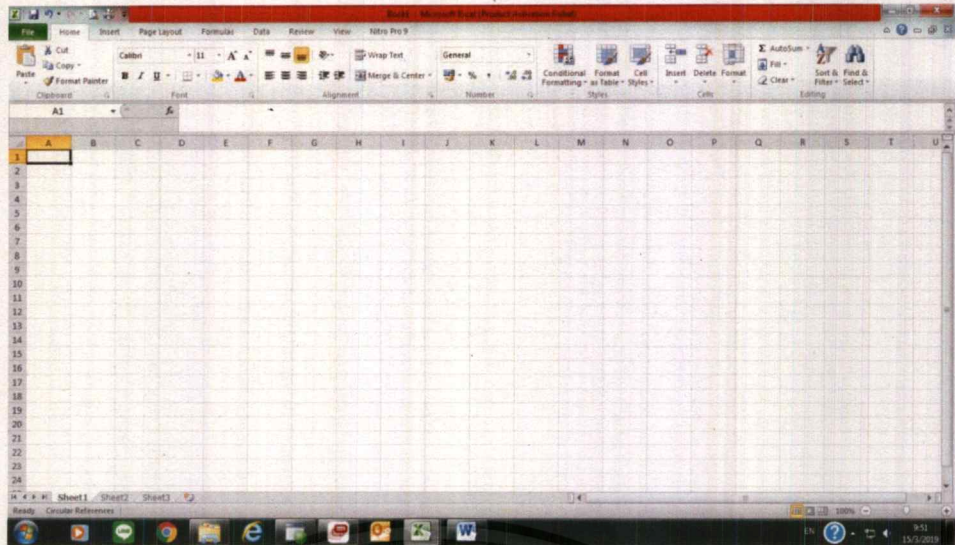 Book1 - Microsoft Excel (Product Activation Failed)
File Home Insert Page Layout Formulas Data Review View Nitro Pro 9
Cut
Calibri 11 Wrap Text General Σ AutoSum
Copy Fill
Paste Format Painter B I U Merge & Center % Conditional Formatting Format as Table Cell Styles Insert Delete Format Clear Sort & Filter Find & Select
Clipboard Font Alignment Number Styles Cells Editing
A1 fx
A B C D E F G H I J K L M N O P Q R S T U
1
2
3
4
5
6
7
8
9
10
11
12
13
14
15
16
17
18
19
20
21
22
23
24
Sheet1 Sheet2 Sheet3
Ready Circular References 100%
EN 9:51
15/3/2019